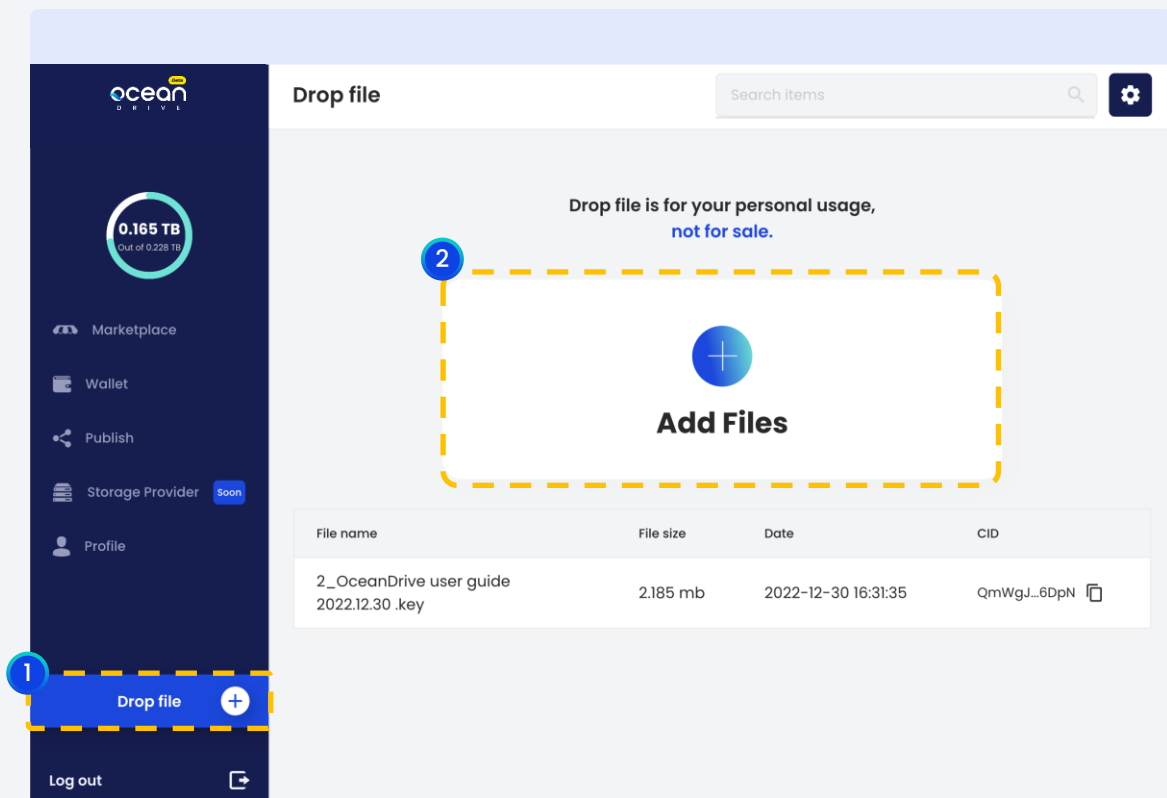 Beta
ocean
DRIVE
Drop file
Search items
0.165 TB
Out of 0.228 TB
Marketplace
Wallet
Publish
Storage Provider Soon
Profile
1
Drop file
Log out
Drop file is for your personal usage,
not for sale.
2
Add Files
File name File size Date CID
2_OceanDrive user guide
2022.12.30 .key
2.185 mb 2022-12-30 16:31:35 QmWgJ...6DpN